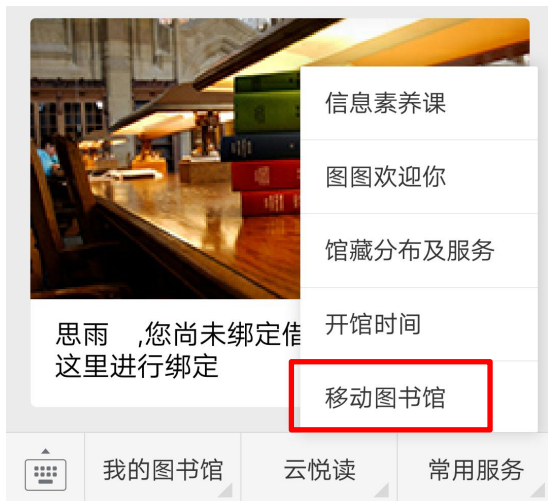 信息素养课
图图欢迎你
馆藏分布及服务
开馆时间
移动图书馆
思雨 ,您尚未绑定借
这里进行绑定
我的图书馆
云悦读
常用服务